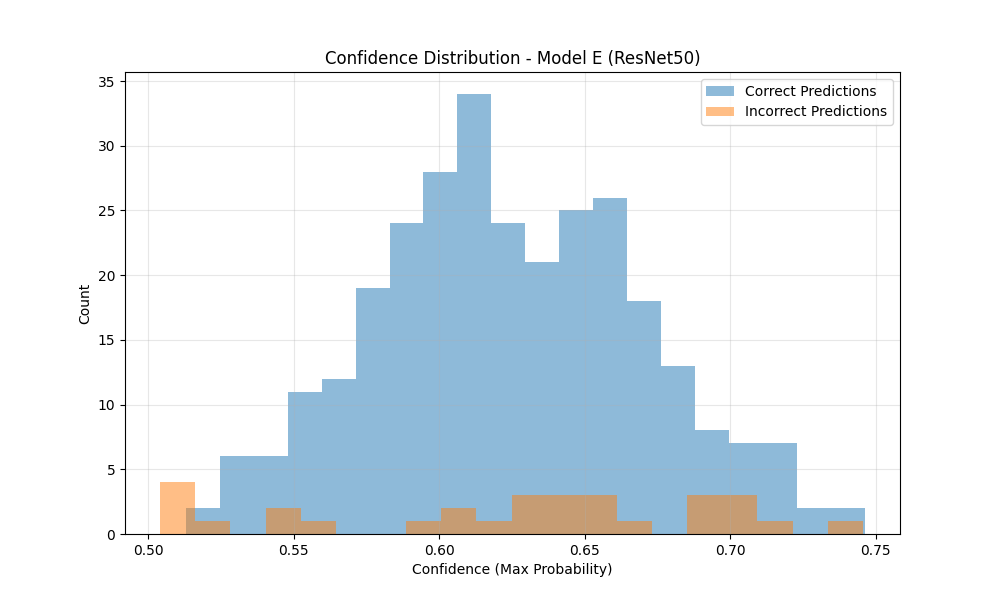 Confidence Distribution - Model E (ResNet50)
Correct Predictions
Incorrect Predictions
35
30
25
20
15
10
5
0
Count
0.50 0.55 0.60 0.65 0.70 0.75
Confidence (Max Probability)